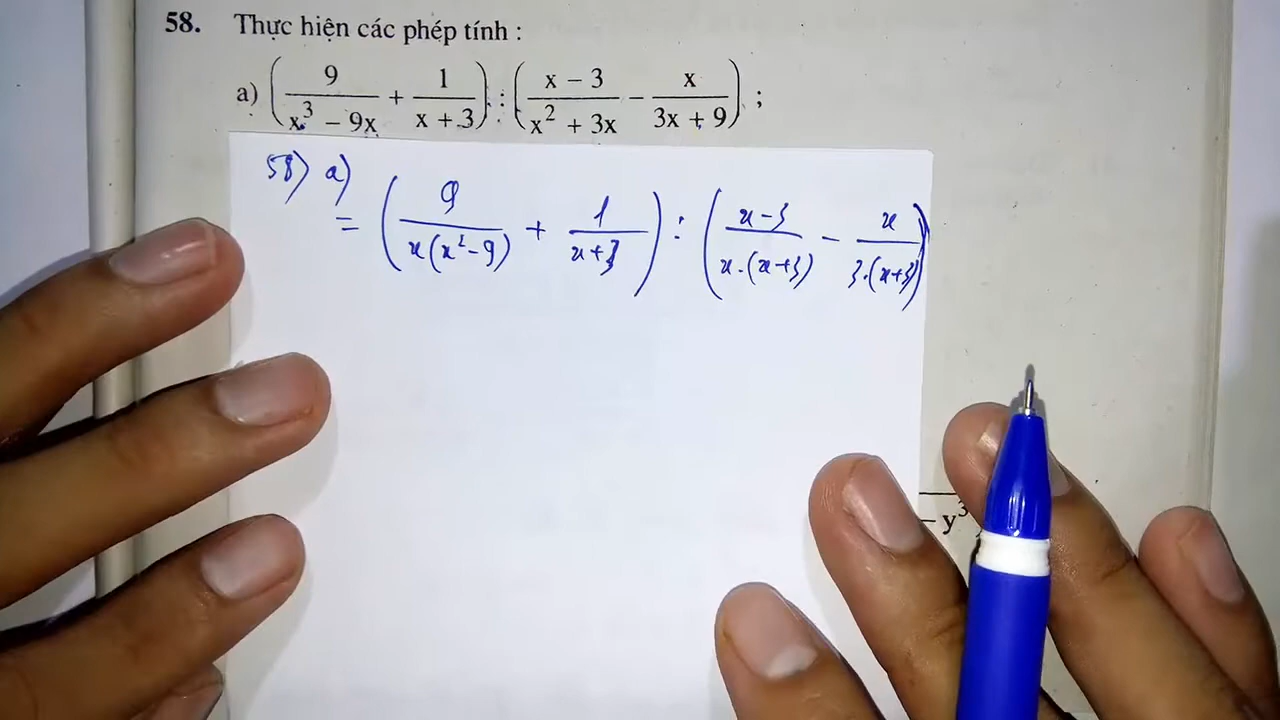 58. Thực hiện các phép tính :
a) (9/(x³ − 9x) + 1/(x + 3)) : ((x − 3)/(x² + 3x) − x/(3x + 9)) ;
58) a)
= (9/(x(x²−9)) + 1/(x+3)) : ((x−3)/(x.(x+3)) − x/(3.(x+3)))
− y³